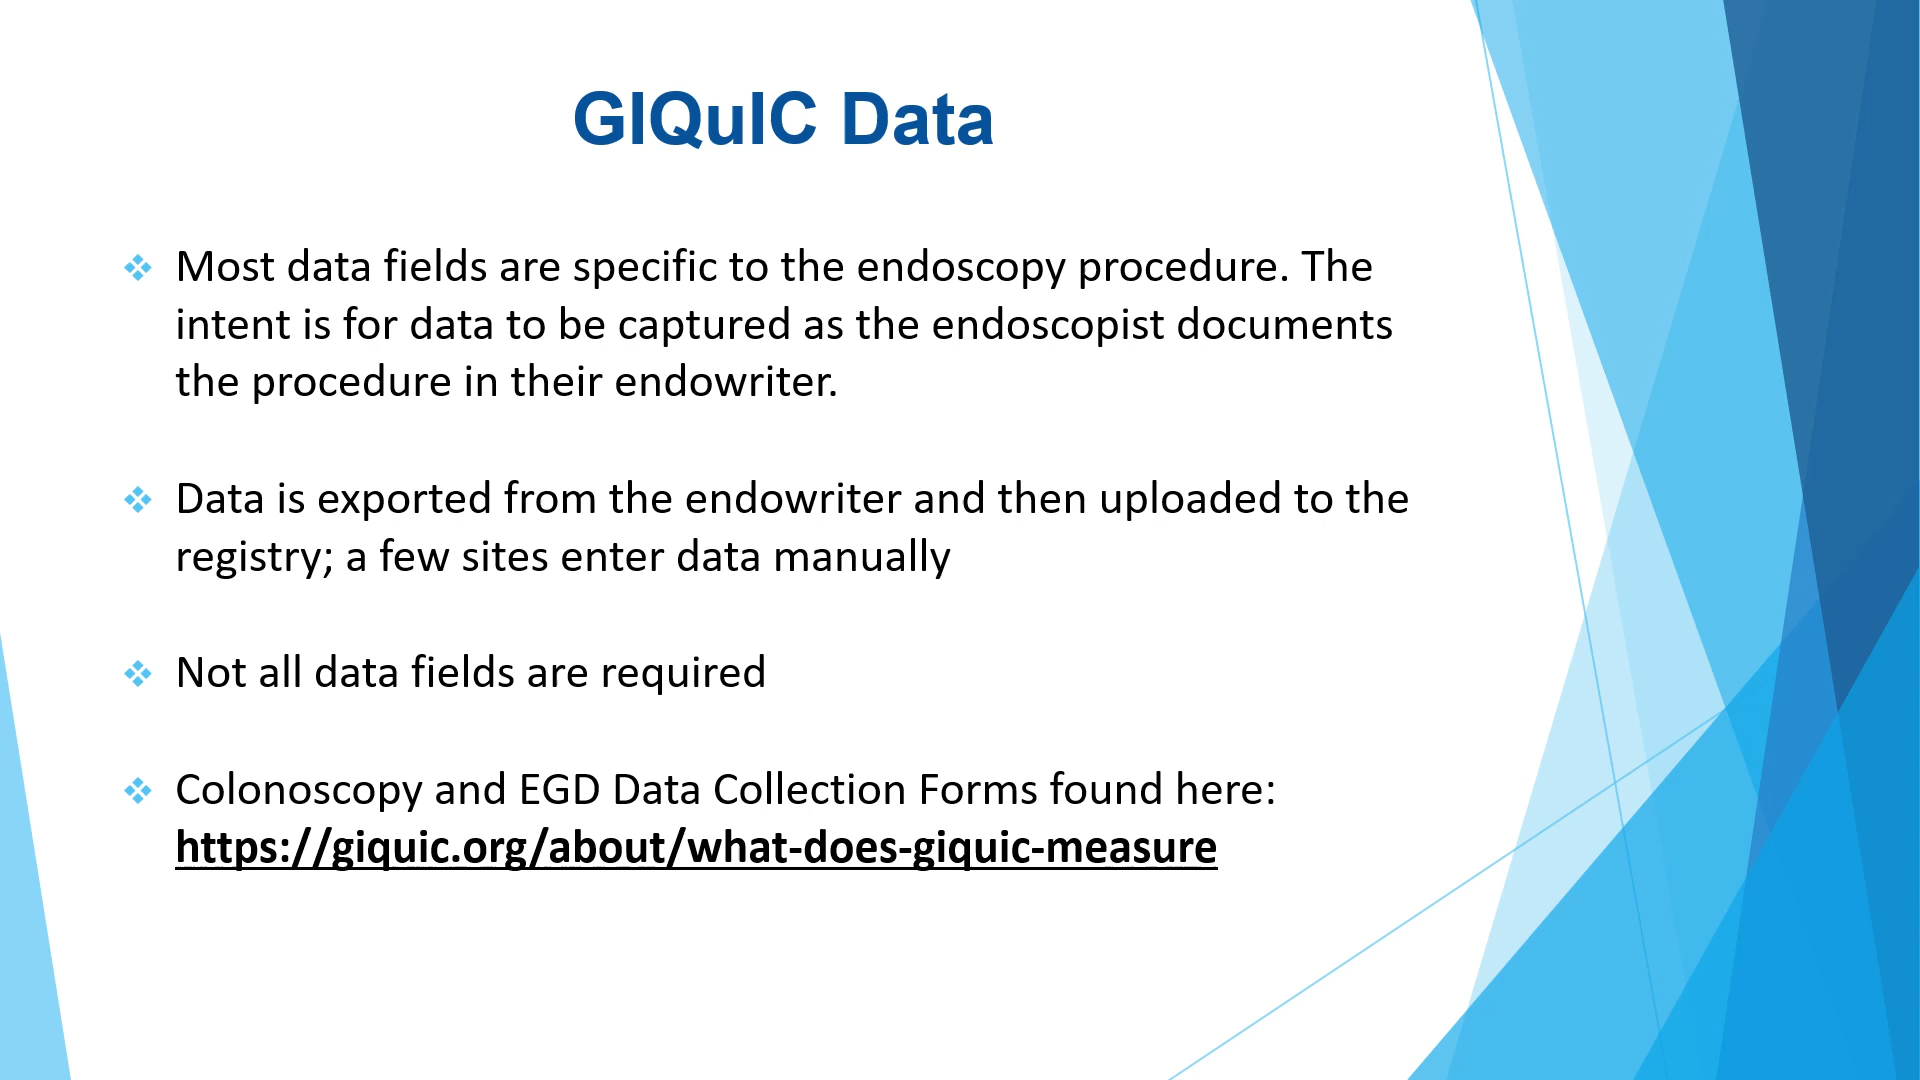 GIQuIC Data
Most data fields are specific to the endoscopy procedure. The
intent is for data to be captured as the endoscopist documents
the procedure in their endowriter.
Data is exported from the endowriter and then uploaded to the
registry; a few sites enter data manually
Not all data fields are required
Colonoscopy and EGD Data Collection Forms found here:
https://giquic.org/about/what-does-giquic-measure